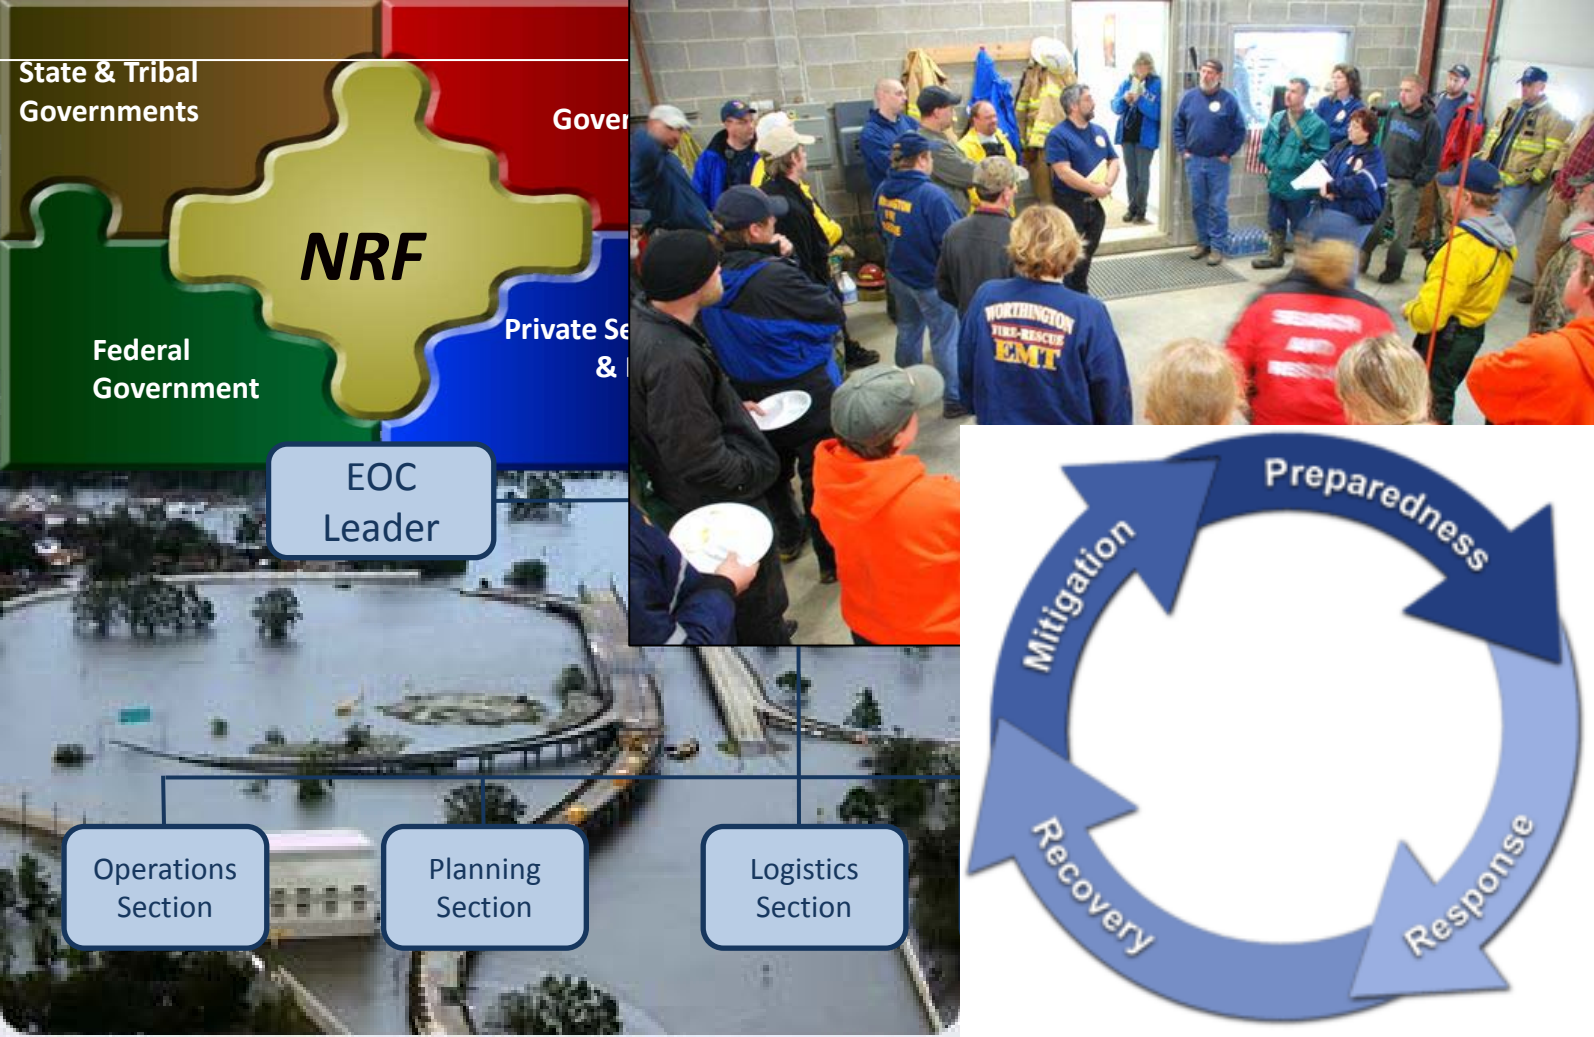 State & Tribal
Governments
Gover
NRF
Federal
Government
Private Se
&
WORTHINGTON
FIRE-RESCUE
EMT
EOC
Leader
Preparedness
Mitigation
Response
Recovery
Operations
Section
Planning
Section
Logistics
Section